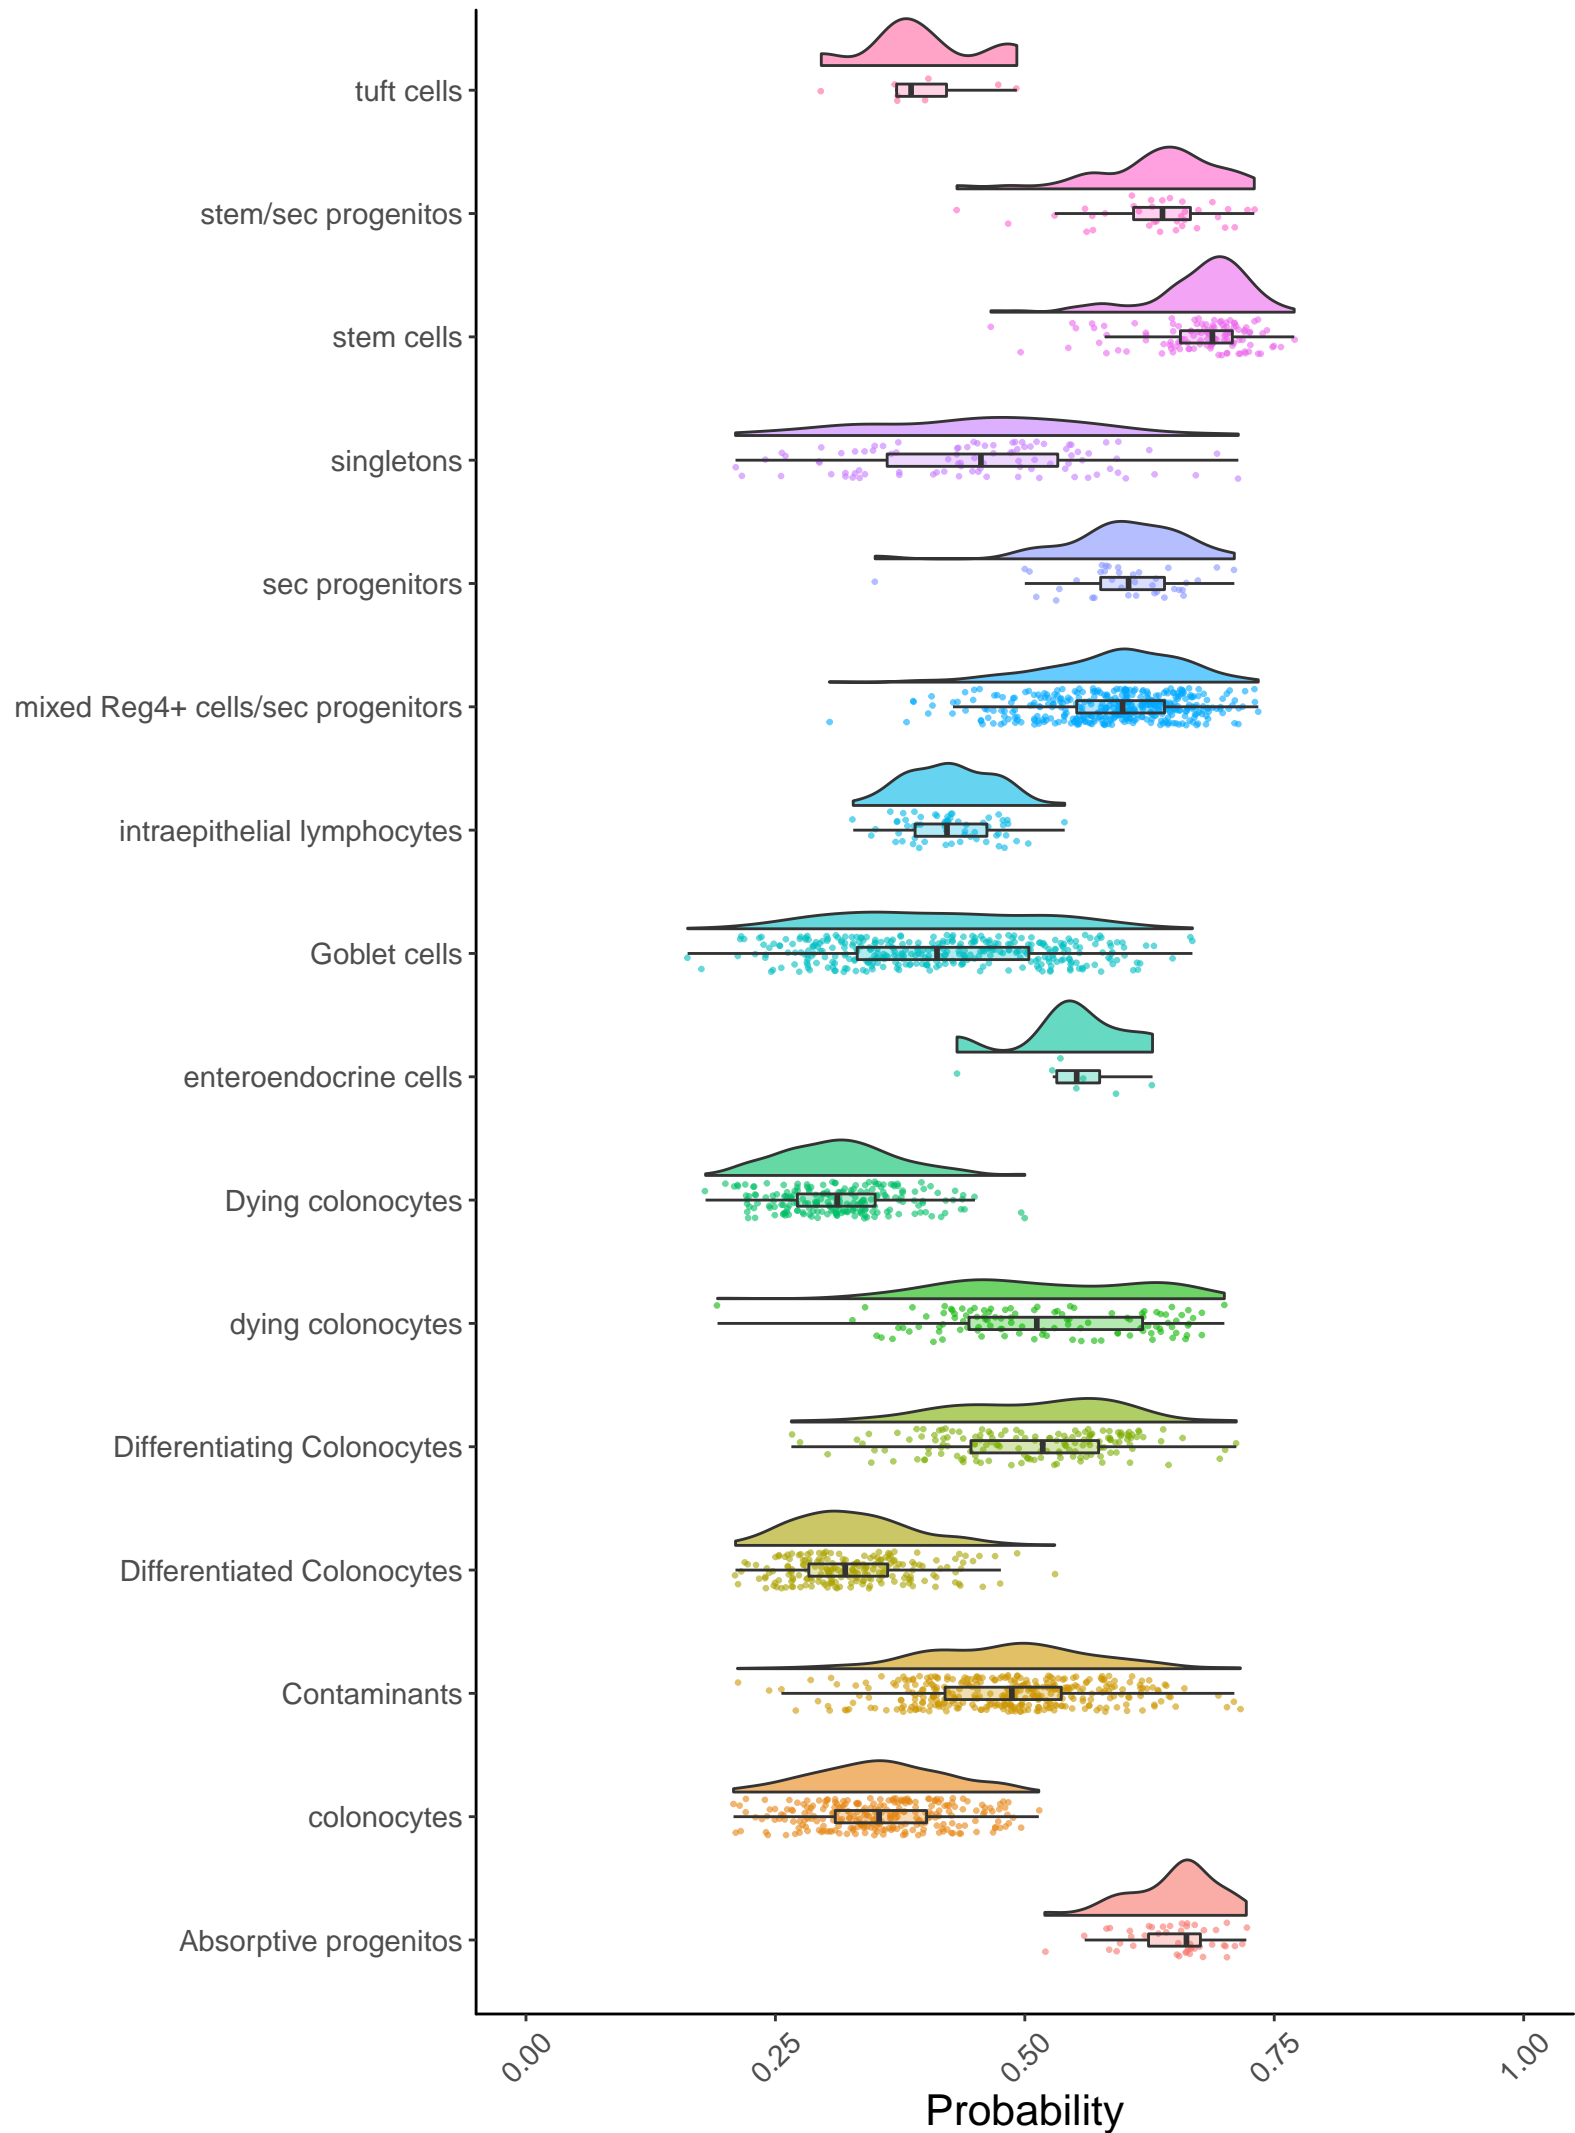 tuft cells
stem/sec progenitos
stem cells
singletons
sec progenitors
mixed Reg4+ cells/sec progenitors
intraepithelial lymphocytes
Goblet cells
enteroendocrine cells
Dying colonocytes
dying colonocytes
Differentiating Colonocytes
Differentiated Colonocytes
Contaminants
colonocytes
Absorptive progenitos
0.00 0.25 0.50 0.75 1.00
Probability